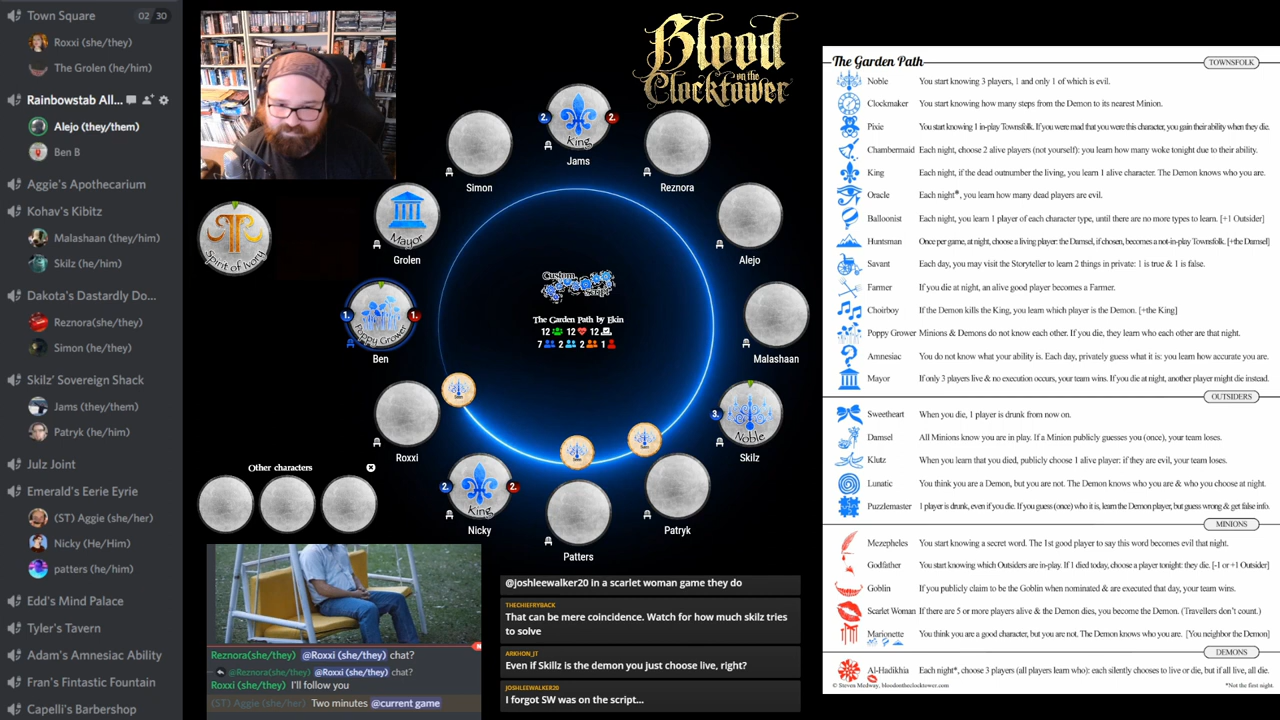 Town Square
02 30
Roxxi (she/they)
Grolen (he/him)
Rainbows in All...
Alejo (they/he)
Ben B
Aggie's Apothecarium
Kohav's Kibitz
Malashan (they/him)
Skilz (he/him)
Dakota's Dastardly Do...
Reznora(she/they)
Simon (he/they)
Skilz' Sovereign Shack
Jams (he/them)
Patryk (he/him)
Julz Joint
Emerald's Eerie Eyrie
(ST) Aggie (she/her)
Nicky (He/Him)
patters (he/him)
Edd's Mindspace
Tyler's Tavern
Adam's Amnesiac Ability
Finn's Fintastic Fountain
Blood
on the
Clocktower
Spirit of Ivory
Simon
2.
King
2.
Jams
Reznora
Mayor
Grolen
Alejo
1.
Poppy Grower
1.
Ben
Malashaan
Roxxi
3.
Noble
Skilz
2.
King
2.
Nicky
Patters
Patryk
Custom
Script
The Garden Path by Ekin
12 12 12
7 2 2 1
Other characters
Reznora(she/they) @Roxxi (she/they) chat?
@Reznora(she/they) @Roxxi (she/they) chat?
Roxxi (she/they) I'll follow you
(ST) Aggie (she/her) Two minutes @current game
@joshleewalker20 in a scarlet woman game they do
THECHIEFRYBACK
That can be mere coincidence. Watch for how much skilz tries
to solve
ARKHON_JT
Even if Skillz is the demon you just choose live, right?
JOSHLEEWALKER20
I forgot SW was on the script...
The Garden Path
TOWNSFOLK
Noble You start knowing 3 players, 1 and only 1 of which is evil.
Clockmaker You start knowing how many steps from the Demon to its nearest Minion.
Pixie You start knowing 1 in-play Townsfolk. If you were mad that you were this character, you gain their ability when they die.
Chambermaid Each night, choose 2 alive players (not yourself): you learn how many woke tonight due to their ability.
King Each night, if the dead outnumber the living, you learn 1 alive character. The Demon knows who you are.
Oracle Each night*, you learn how many dead players are evil.
Balloonist Each night, you learn 1 player of each character type, until there are no more types to learn. [+1 Outsider]
Huntsman Once per game, at night, choose a living player: the Damsel, if chosen, becomes a not-in-play Townsfolk. [+the Damsel]
Savant Each day, you may visit the Storyteller to learn 2 things in private: 1 is true & 1 is false.
Farmer If you die at night, an alive good player becomes a Farmer.
Choirboy If the Demon kills the King, you learn which player is the Demon. [+the King]
Poppy Grower Minions & Demons do not know each other. If you die, they learn who each other are that night.
Amnesiac You do not know what your ability is. Each day, privately guess what it is: you learn how accurate you are.
Mayor If only 3 players live & no execution occurs, your team wins. If you die at night, another player might die instead.
OUTSIDERS
Sweetheart When you die, 1 player is drunk from now on.
Damsel All Minions know you are in play. If a Minion publicly guesses you (once), your team loses.
Klutz When you learn that you died, publicly choose 1 alive player: if they are evil, your team loses.
Lunatic You think you are a Demon, but you are not. The Demon knows who you are & who you choose at night.
Puzzlemaster 1 player is drunk, even if you die. If you guess (once) who it is, learn the Demon player, but guess wrong & get false info.
MINIONS
Mezepheles You start knowing a secret word. The 1st good player to say this word becomes evil that night.
Godfather You start knowing which Outsiders are in-play. If 1 died today, choose a player tonight: they die. [-1 or +1 Outsider]
Goblin If you publicly claim to be the Goblin when nominated & are executed that day, your team wins.
Scarlet Woman If there are 5 or more players alive & the Demon dies, you become the Demon. (Travellers don't count.)
Marionette You think you are a good character, but you are not. The Demon knows who you are. [You neighbor the Demon]
DEMONS
Al-Hadikhia Each night*, choose 3 players (all players learn who): each silently chooses to live or die, but if all live, all die.
© Steven Medway, bloodontheclocktower.com
*Not the first night